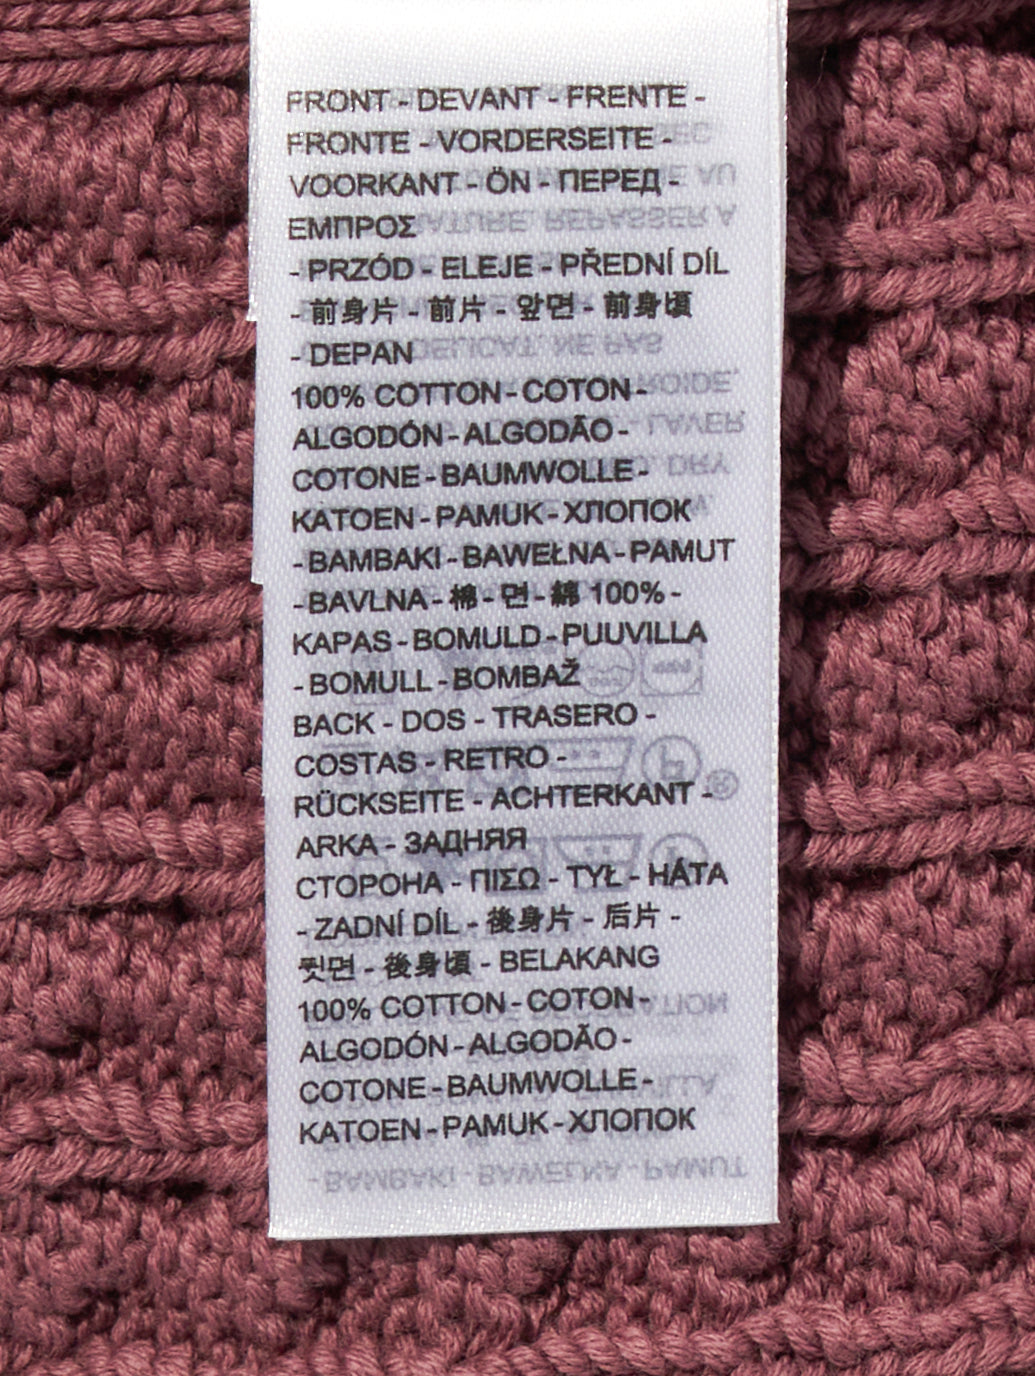 FRONT - DEVANT - FRENTE -
FRONTE - VORDERSEITE -
VOORKANT - ÖN - ПЕРЕД -
ΕΜΠΡΟΣ
- PRZÓD - ELEJE - PŘEDNÍ DÍL
- 前身片 - 前片 - 앞면 - 前身頃
- DEPAN
100% COTTON - COTON -
ALGODÓN - ALGODÃO -
COTONE - BAUMWOLLE -
KATOEN - PAMUK - ХЛОПОК
- BAMBAKI - BAWEŁNA - PAMUT
- BAVLNA - 棉 - 면 - 綿 100% -
KAPAS - BOMULD - PUUVILLA
- BOMULL - BOMBAŽ
BACK - DOS - TRASERO -
COSTAS - RETRO -
RÜCKSEITE - ACHTERKANT -
ARKA - ЗАДНЯЯ
СТОРОНА - ΠΙΣΩ - TYŁ - HÁTA
- ZADNÍ DÍL - 後身片 - 后片 -
뒷면 - 後身頃 - BELAKANG
100% COTTON - COTON -
ALGODÓN - ALGODÃO -
COTONE - BAUMWOLLE -
KATOEN - PAMUK - ХЛОПОК
- BAMBAKI - BAWEŁNA - PAMUT